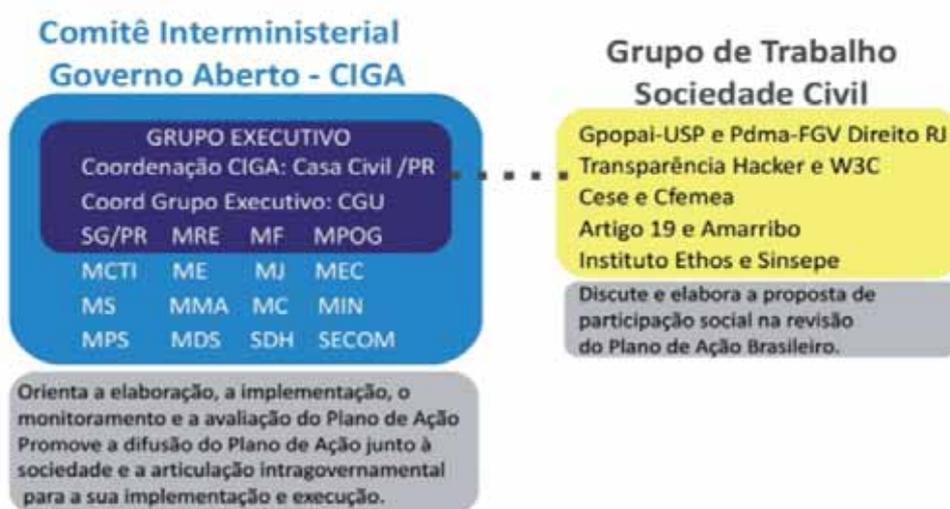 Comitê Interministerial
Governo Aberto - CIGA
GRUPO EXECUTIVO
Coordenação CIGA: Casa Civil /PR
Coord Grupo Executivo: CGU
SG/PR MRE MF MPOG
MCTI ME MJ MEC
MS MMA MC MIN
MPS MDS SDH SECOM
Orienta a elaboração, a implementação, o
monitoramento e a avaliação do Plano de Ação
Promove a difusão do Plano de Ação junto à
sociedade e a articulação intragovernamental
para a sua implementação e execução.
Grupo de Trabalho
Sociedade Civil
Gpopai-USP e Pdma-FGV Direito RJ
Transparência Hacker e W3C
Cese e Cfemea
Artigo 19 e Amarribo
Instituto Ethos e Sinsepe
Discute e elabora a proposta de
participação social na revisão
do Plano de Ação Brasileiro.